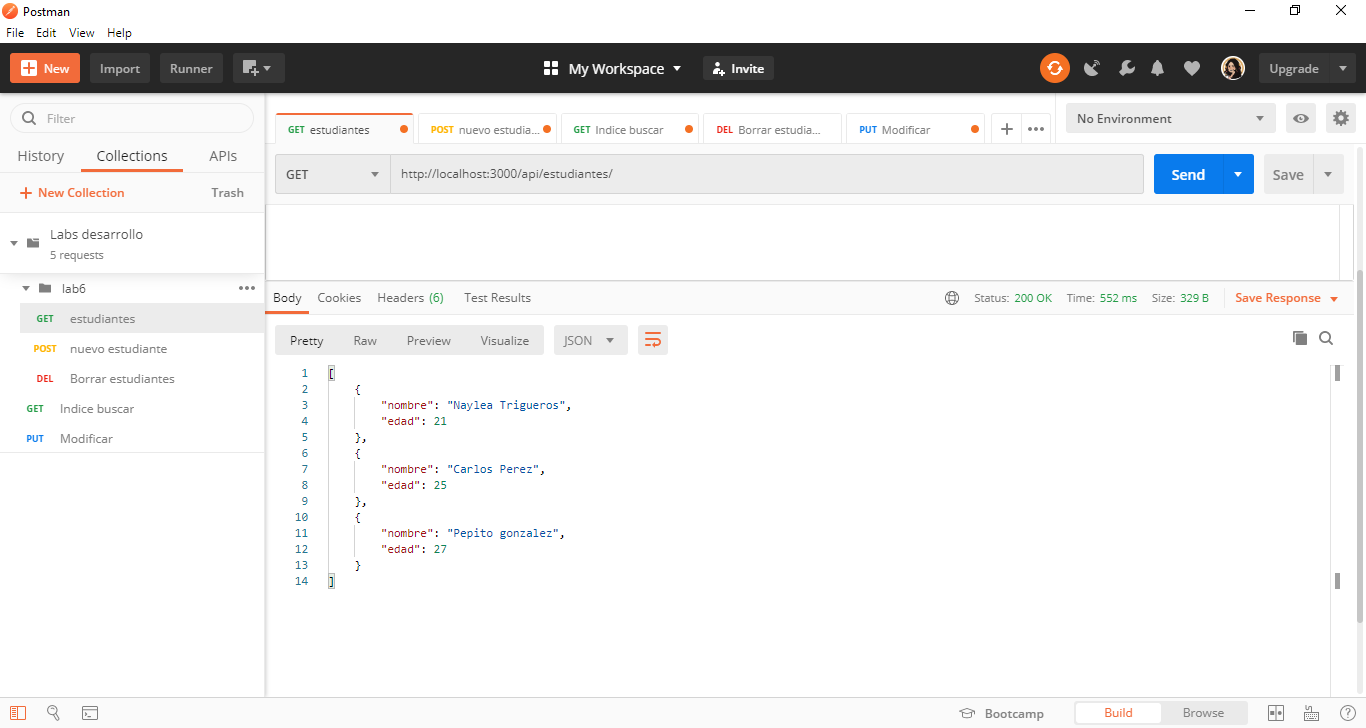 Postman
File Edit View Help
New Import Runner My Workspace Invite Upgrade
Filter
History Collections APIs
New Collection Trash
Labs desarrollo
5 requests
lab6
GET estudiantes
POST nuevo estudiante
DEL Borrar estudiantes
GET Indice buscar
PUT Modificar
GET estudiantes POST nuevo estudia... GET Indice buscar DEL Borrar estudia... PUT Modificar No Environment
GET http://localhost:3000/api/estudiantes/ Send Save
Body Cookies Headers (6) Test Results Status: 200 OK Time: 552 ms Size: 329 B Save Response
Pretty Raw Preview Visualize JSON
1 [
2 {
3 "nombre": "Naylea Trigueros",
4 "edad": 21
5 },
6 {
7 "nombre": "Carlos Perez",
8 "edad": 25
9 },
10 {
11 "nombre": "Pepito gonzalez",
12 "edad": 27
13 }
14 ]
Bootcamp Build Browse